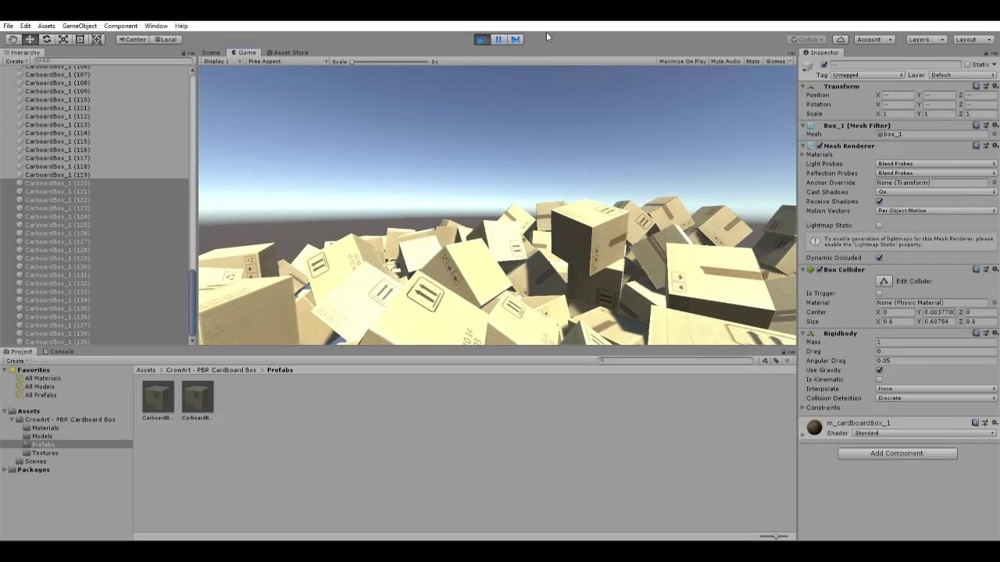 File Edit Assets GameObject Component Window Help
Center Local
Collab Account Layers Layout
Hierarchy
Create All
CarboardBox_1 (106)
CarboardBox_1 (107)
CarboardBox_1 (108)
CarboardBox_1 (109)
CarboardBox_1 (110)
CarboardBox_1 (111)
CarboardBox_1 (112)
CarboardBox_1 (113)
CarboardBox_1 (114)
CarboardBox_1 (115)
CarboardBox_1 (116)
CarboardBox_1 (117)
CarboardBox_1 (118)
CarboardBox_1 (119)
CarboardBox_1 (120)
CarboardBox_1 (121)
CarboardBox_1 (122)
CarboardBox_1 (123)
CarboardBox_1 (124)
CarboardBox_1 (125)
CarboardBox_1 (126)
CarboardBox_1 (127)
CarboardBox_1 (128)
CarboardBox_1 (129)
CarboardBox_1 (130)
CarboardBox_1 (131)
CarboardBox_1 (132)
CarboardBox_1 (133)
CarboardBox_1 (134)
CarboardBox_1 (135)
CarboardBox_1 (136)
CarboardBox_1 (137)
CarboardBox_1 (138)
CarboardBox_1 (139)
Scene Game Asset Store
Display 1 Free Aspect Scale 1x Maximize On Play Mute Audio Stats Gizmos
Inspector
— Static
Tag Untagged Layer Default
Transform
Position X — Y — Z —
Rotation X — Y — Z —
Scale X 1 Y 1 Z 1
Box_1 (Mesh Filter)
Mesh box_1
Mesh Renderer
Materials
Light Probes Blend Probes
Reflection Probes Blend Probes
Anchor Override None (Transform)
Cast Shadows On
Receive Shadows
Motion Vectors Per Object Motion
Lightmap Static
To enable generation of lightmaps for this Mesh Renderer, please
enable the 'Lightmap Static' property.
Dynamic Occluded
Box Collider
Edit Collider
Is Trigger
Material None (Physic Material)
Center X 0 Y 0.003770 Z 0
Size X 0.6 Y 0.60754 Z 0.6
Rigidbody
Mass 1
Drag 0
Angular Drag 0.05
Use Gravity
Is Kinematic
Interpolate None
Collision Detection Discrete
Constraints
m_cardboardBox_1
Shader Standard
Add Component
Project Console
Create
Favorites
All Materials
All Models
All Prefabs
Assets
CrowArt - PBR Cardboard Box
Materials
Models
Prefabs
Textures
Scenes
Packages
Assets > CrowArt - PBR Cardboard Box > Prefabs
CarboardB... CarboardB...